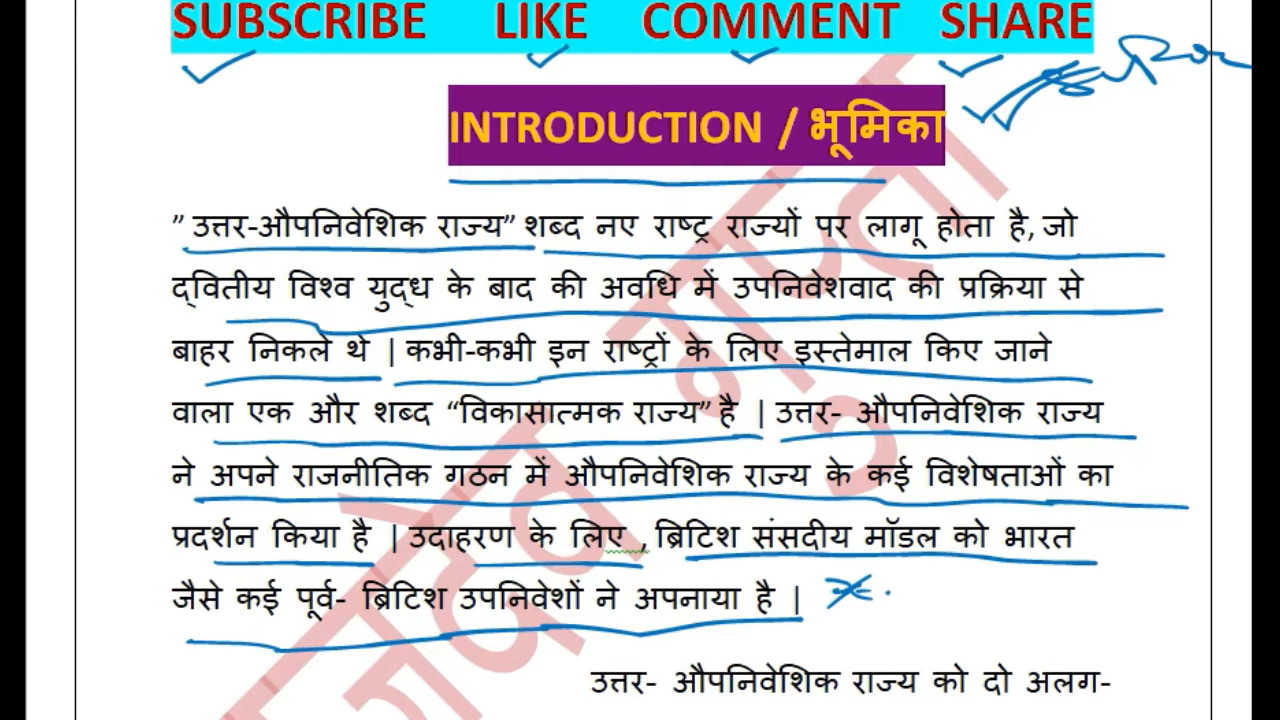 SUBSCRIBE LIKE COMMENT SHARE
INTRODUCTION / भूमिका
" उत्तर-औपनिवेशिक राज्य" शब्द नए राष्ट्र राज्यों पर लागू होता है, जो
द्वितीय विश्व युद्ध के बाद की अवधि में उपनिवेशवाद की प्रक्रिया से
बाहर निकले थे | कभी-कभी इन राष्ट्रों के लिए इस्तेमाल किए जाने
वाला एक और शब्द "विकासात्मक राज्य" है | उत्तर- औपनिवेशिक राज्य
ने अपने राजनीतिक गठन में औपनिवेशिक राज्य के कई विशेषताओं का
प्रदर्शन किया है | उदाहरण के लिए , ब्रिटिश संसदीय मॉडल को भारत
जैसे कई पूर्व- ब्रिटिश उपनिवेशों ने अपनाया है |
उत्तर- औपनिवेशिक राज्य को दो अलग-
गुप्ता